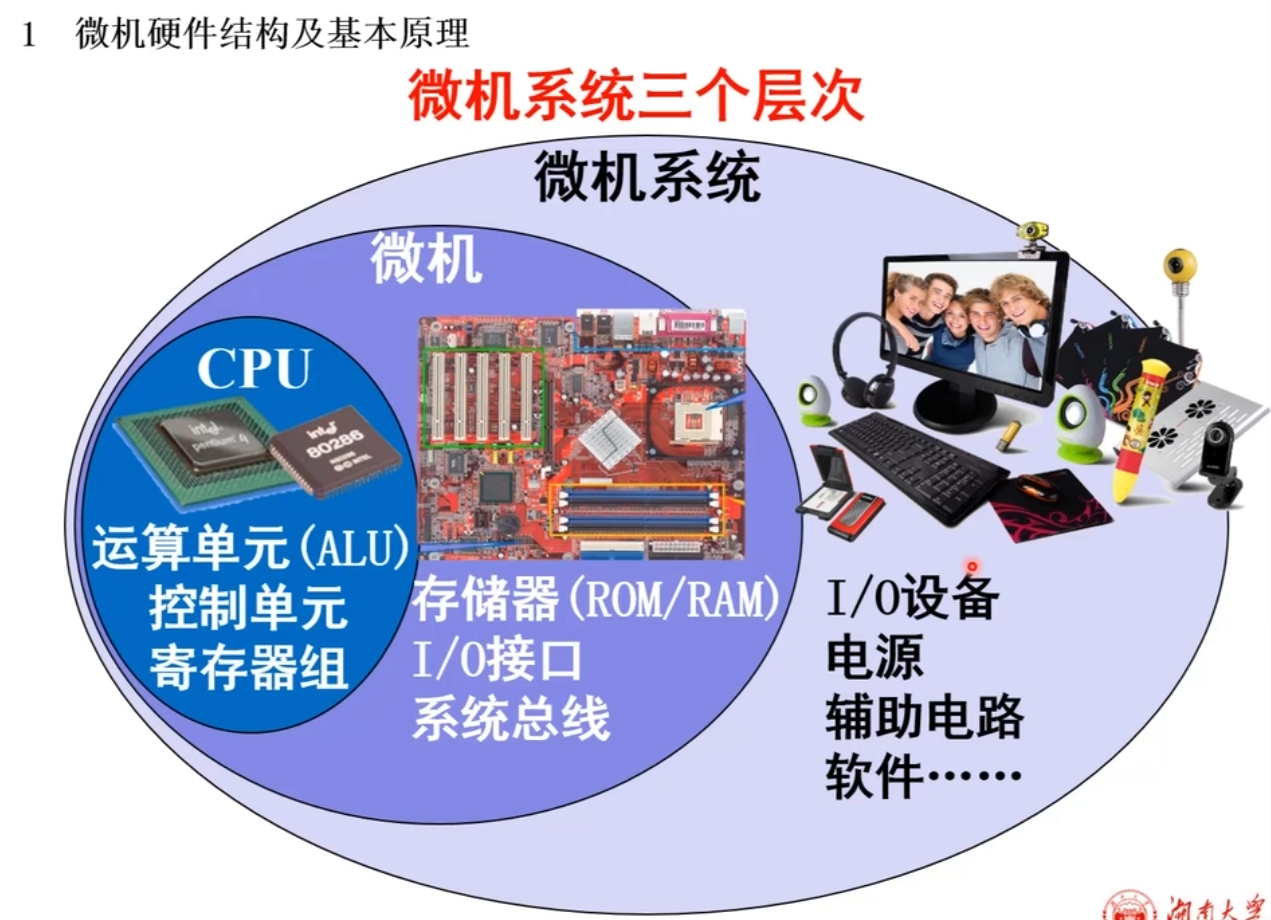 1 微机硬件结构及基本原理
微机系统三个层次
微机系统
微机
CPU
intel
pentium 4
intel
80286
运算单元(ALU)
控制单元
寄存器组
存储器(ROM/RAM)
I/O接口
系统总线
I/O设备
电源
辅助电路
软件……
湖南大学